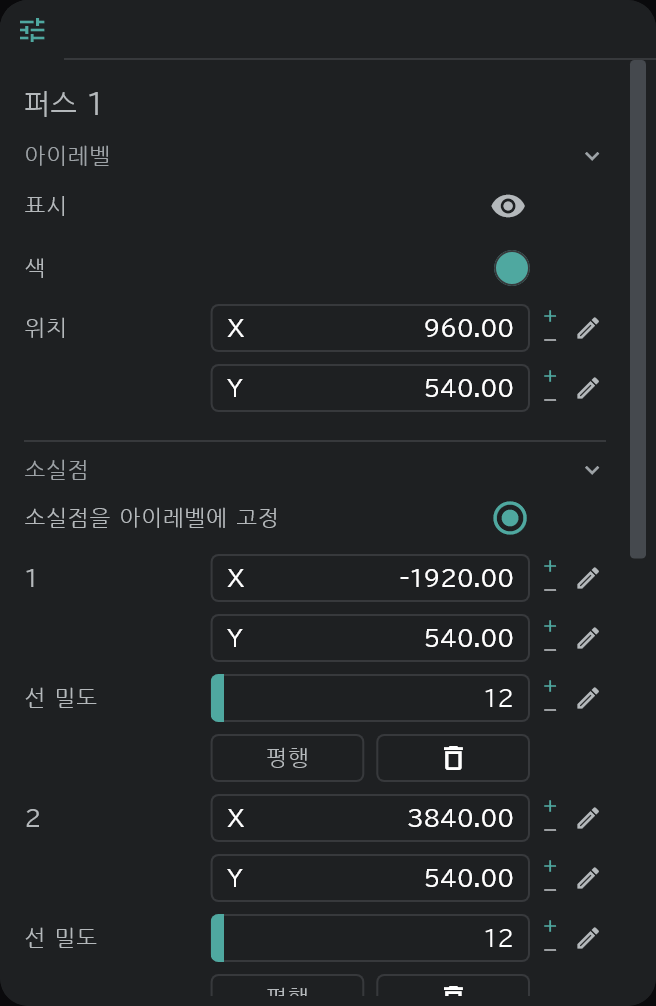 퍼스 1
아이레벨
표시
색
위치 X 960.00
Y 540.00
소실점
소실점을 아이레벨에 고정
1 X -1920.00
Y 540.00
선 밀도 12
평행
2 X 3840.00
Y 540.00
선 밀도 12
평행